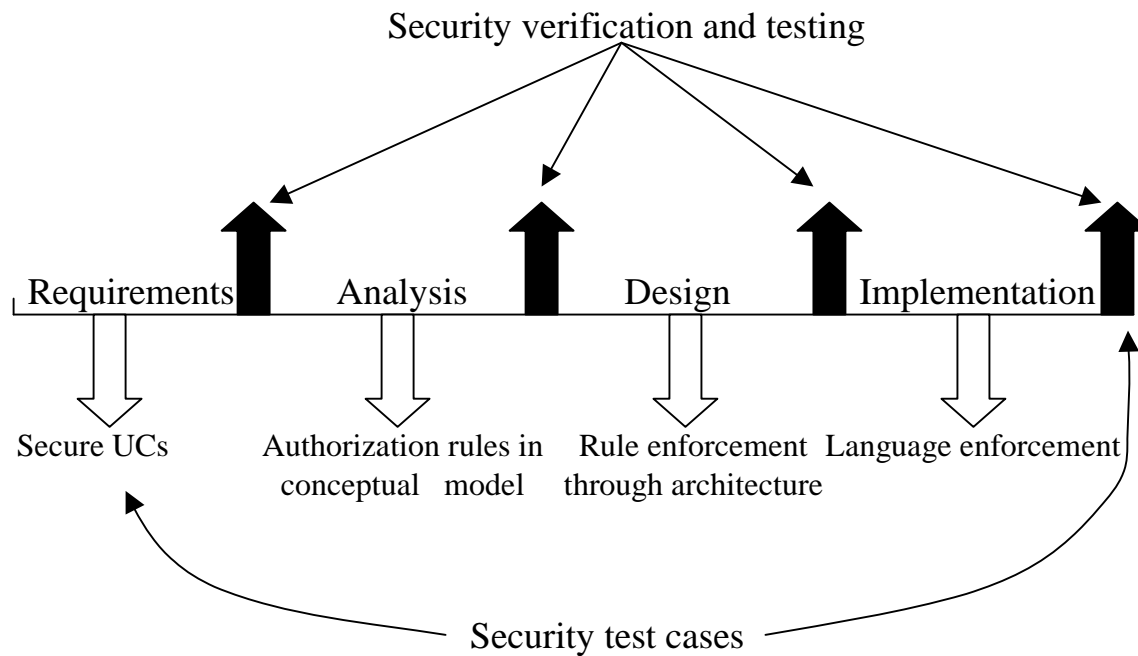 Security verification and testing
Requirements
Analysis
Design
Implementation
Secure UCs
Authorization rules in
conceptual model
Rule enforcement
through architecture
Language enforcement
Security test cases